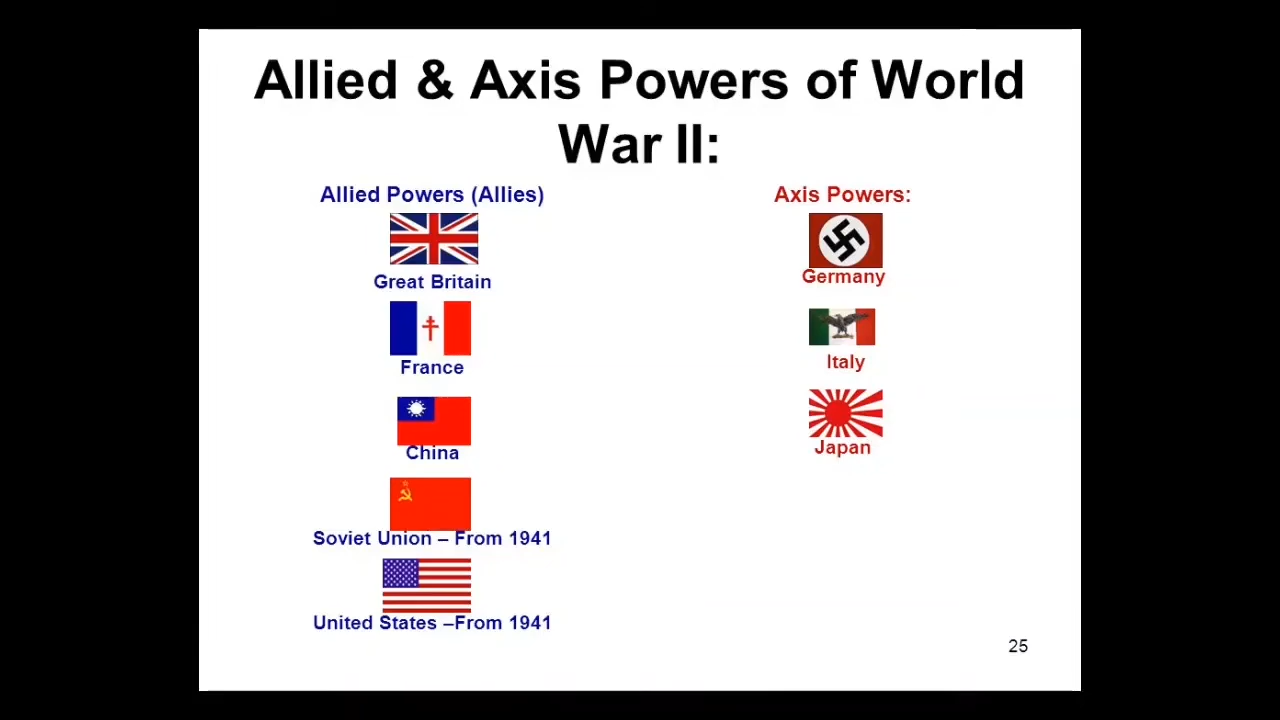 Allied & Axis Powers of World
War II:
Allied Powers (Allies)
Great Britain
France
China
Soviet Union – From 1941
United States –From 1941
Axis Powers:
Germany
Italy
Japan
25